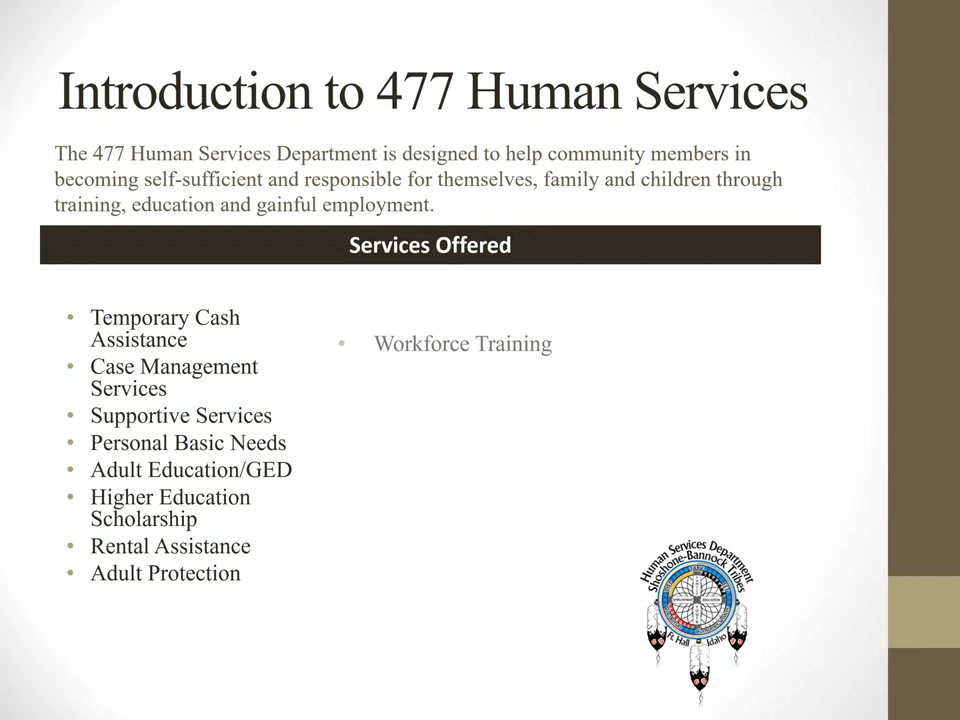 Introduction to 477 Human Services
The 477 Human Services Department is designed to help community members in
becoming self-sufficient and responsible for themselves, family and children through
training, education and gainful employment.
Services Offered
• Temporary Cash
Assistance
• Case Management
Services
• Supportive Services
• Personal Basic Needs
• Adult Education/GED
• Higher Education
Scholarship
• Rental Assistance
• Adult Protection
• Workforce Training
Human Services Department
Shoshone-Bannock Tribes
Ft. Hall Idaho